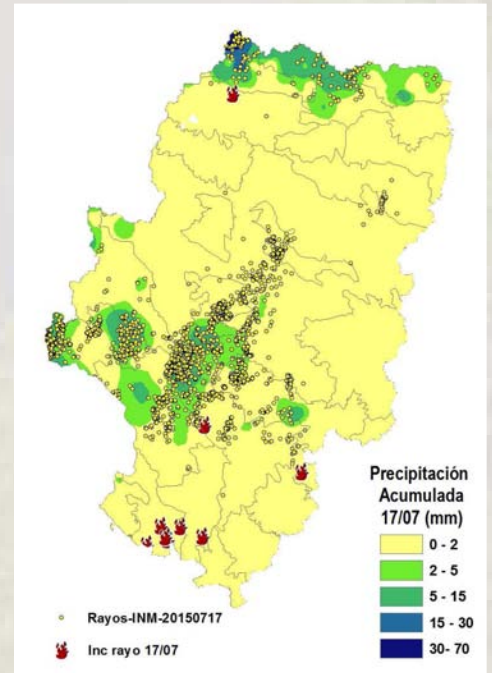 Precipitación
Acumulada
17/07 (mm)
0 - 2
2 - 5
5 - 15
15 - 30
30- 70
Rayos-INM-20150717
Inc rayo 17/07